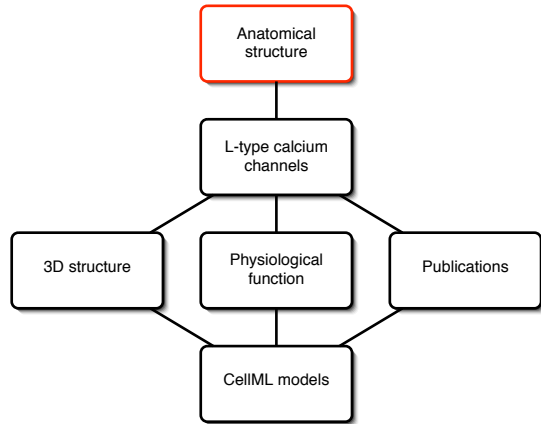 Anatomical
structure
L-type calcium
channels
3D structure
Physiological
function
Publications
CellML models